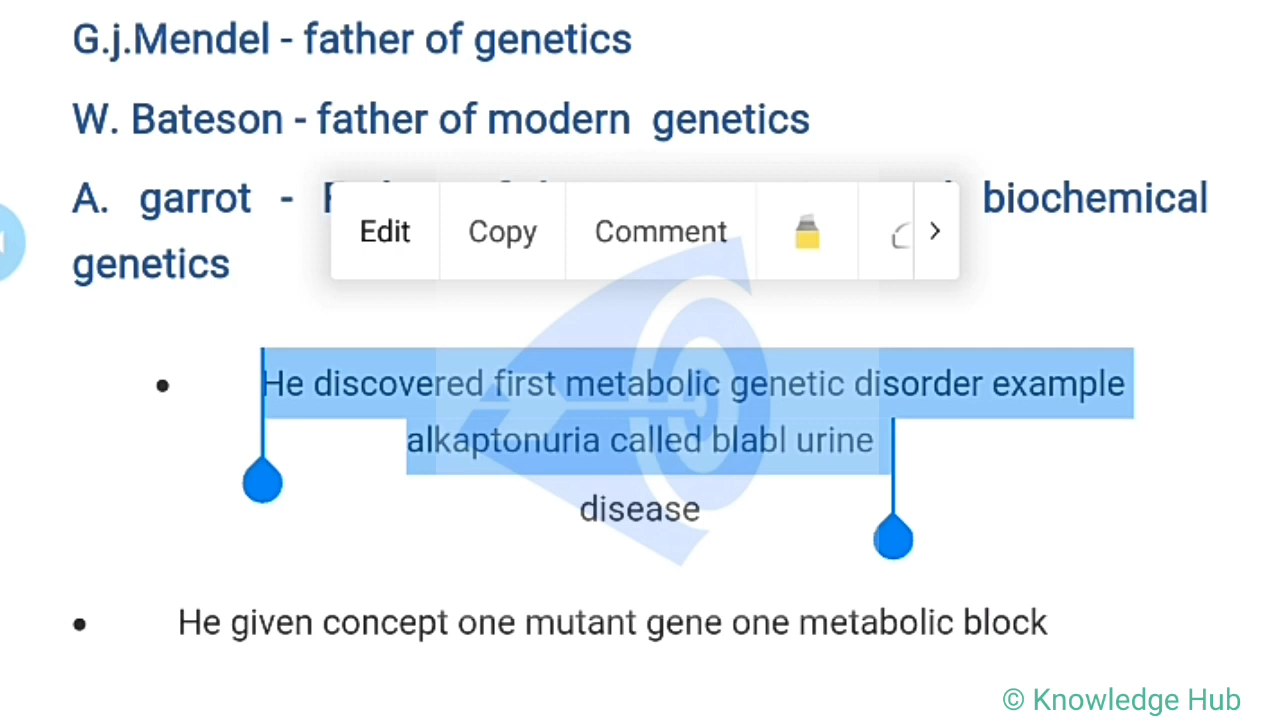 G.j.Mendel - father of genetics
W. Bateson - father of modern genetics
A. garrot - biochemical
Edit Copy Comment
genetics
• He discovered first metabolic genetic disorder example
alkaptonuria called blabl urine
disease
• He given concept one mutant gene one metabolic block
© Knowledge Hub